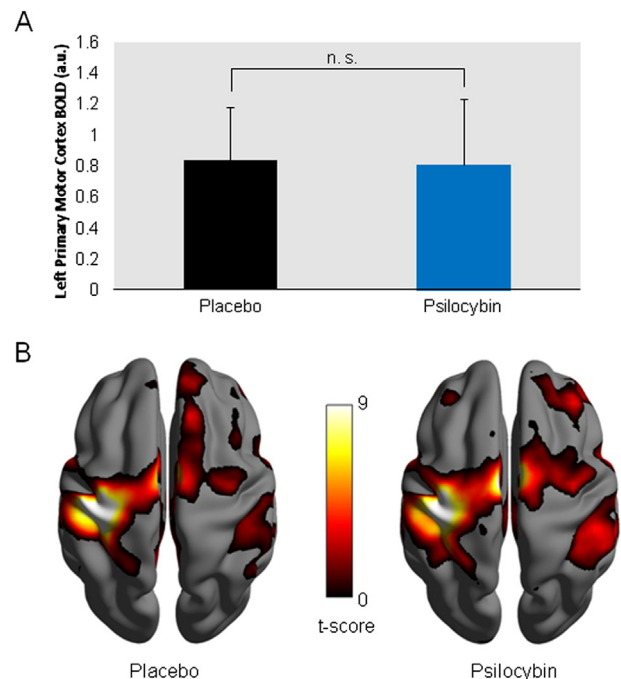 A
Left Primary Motor Cortex BOLD (a.u.)
1.6
1.4
1.2
1
0.8
0.6
0.4
0.2
0
n. s.
Placebo Psilocybin
B
9
0
t-score
Placebo Psilocybin